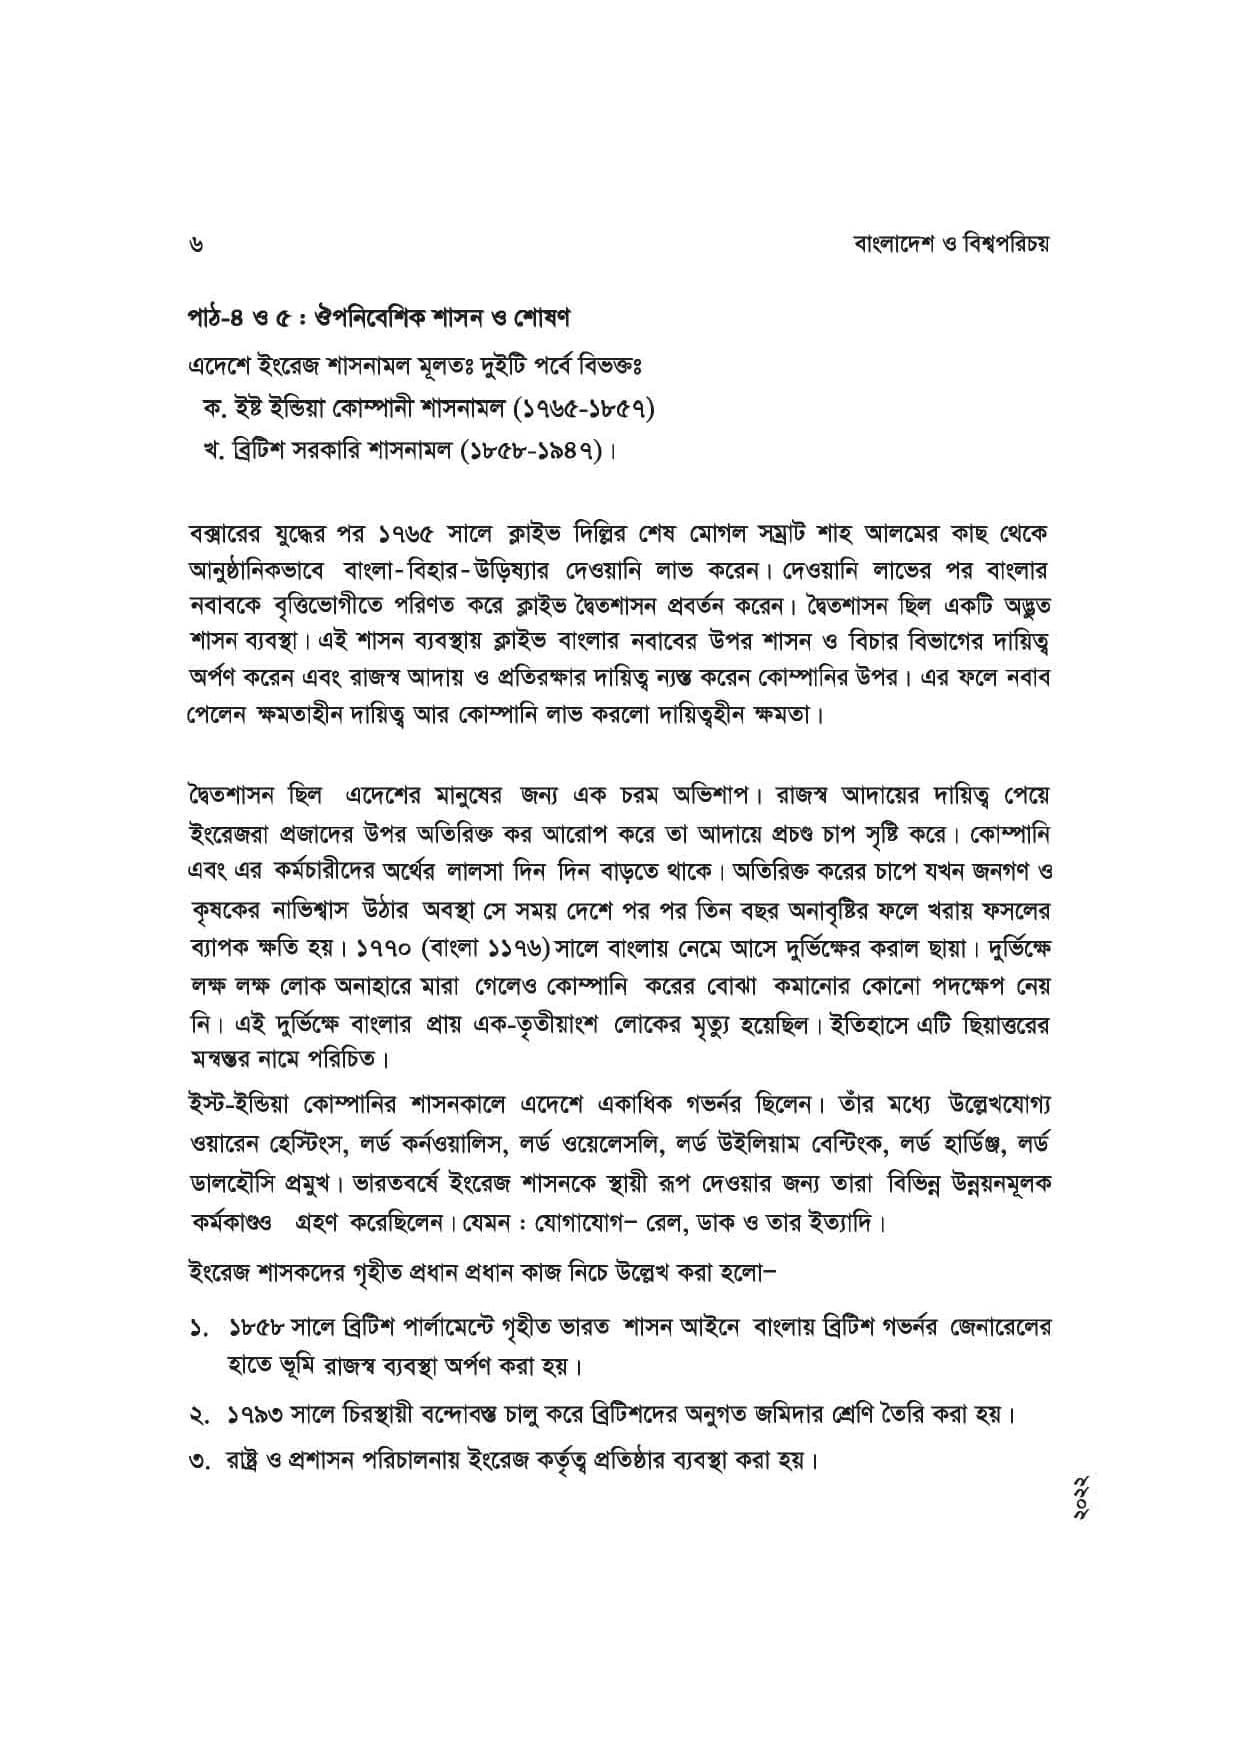 ৬ বাংলাদেশ ও বিশ্বপরিচয়
পাঠ-৪ ও ৫ : ঔপনিবেশিক শাসন ও শোষণ
এদেশে ইংরেজ শাসনামল মূলতঃ দুইটি পর্বে বিভক্তঃ
ক. ইষ্ট ইন্ডিয়া কোম্পানী শাসনামল (১৭৬৫-১৮৫৭)
খ. ব্রিটিশ সরকারি শাসনামল (১৮৫৮-১৯৪৭)।
বক্সারের যুদ্ধের পর ১৭৬৫ সালে ক্লাইভ দিল্লির শেষ মোগল সম্রাট শাহ আলমের কাছ থেকে
আনুষ্ঠানিকভাবে বাংলা-বিহার-উড়িষ্যার দেওয়ানি লাভ করেন। দেওয়ানি লাভের পর বাংলার
নবাবকে বৃত্তিভোগীতে পরিণত করে ক্লাইভ দ্বৈতশাসন প্রবর্তন করেন। দ্বৈতশাসন ছিল একটি অদ্ভুত
শাসন ব্যবস্থা। এই শাসন ব্যবস্থায় ক্লাইভ বাংলার নবাবের উপর শাসন ও বিচার বিভাগের দায়িত্ব
অর্পণ করেন এবং রাজস্ব আদায় ও প্রতিরক্ষার দায়িত্ব ন্যস্ত করেন কোম্পানির উপর। এর ফলে নবাব
পেলেন ক্ষমতাহীন দায়িত্ব আর কোম্পানি লাভ করলো দায়িত্বহীন ক্ষমতা।
দ্বৈতশাসন ছিল এদেশের মানুষের জন্য এক চরম অভিশাপ। রাজস্ব আদায়ের দায়িত্ব পেয়ে
ইংরেজরা প্রজাদের উপর অতিরিক্ত কর আরোপ করে তা আদায়ে প্রচণ্ড চাপ সৃষ্টি করে। কোম্পানি
এবং এর কর্মচারীদের অর্থের লালসা দিন দিন বাড়তে থাকে। অতিরিক্ত করের চাপে যখন জনগণ ও
কৃষকের নাভিশ্বাস উঠার অবস্থা সে সময় দেশে পর পর তিন বছর অনাবৃষ্টির ফলে খরায় ফসলের
ব্যাপক ক্ষতি হয়। ১৭৭০ (বাংলা ১১৭৬)সালে বাংলায় নেমে আসে দুর্ভিক্ষের করাল ছায়া। দুর্ভিক্ষে
লক্ষ লক্ষ লোক অনাহারে মারা গেলেও কোম্পানি করের বোঝা কমানোর কোনো পদক্ষেপ নেয়
নি। এই দুর্ভিক্ষে বাংলার প্রায় এক-তৃতীয়াংশ লোকের মৃত্যু হয়েছিল। ইতিহাসে এটি ছিয়াত্তরের
মন্বন্তর নামে পরিচিত।
ইস্ট-ইন্ডিয়া কোম্পানির শাসনকালে এদেশে একাধিক গভর্নর ছিলেন। তাঁর মধ্যে উল্লেখযোগ্য
ওয়ারেন হেস্টিংস, লর্ড কর্নওয়ালিস, লর্ড ওয়েলেসলি, লর্ড উইলিয়াম বেন্টিংক, লর্ড হার্ডিঞ্জ, লর্ড
ডালহৌসি প্রমুখ। ভারতবর্ষে ইংরেজ শাসনকে স্থায়ী রূপ দেওয়ার জন্য তারা বিভিন্ন উন্নয়নমূলক
কর্মকাণ্ডও গ্রহণ করেছিলেন। যেমন : যোগাযোগ– রেল, ডাক ও তার ইত্যাদি।
ইংরেজ শাসকদের গৃহীত প্রধান প্রধান কাজ নিচে উল্লেখ করা হলো–
১. ১৮৫৮ সালে ব্রিটিশ পার্লামেন্টে গৃহীত ভারত শাসন আইনে বাংলায় ব্রিটিশ গভর্নর জেনারেলের
হাতে ভূমি রাজস্ব ব্যবস্থা অর্পণ করা হয়।
২. ১৭৯৩ সালে চিরস্থায়ী বন্দোবস্ত চালু করে ব্রিটিশদের অনুগত জমিদার শ্রেণি তৈরি করা হয়।
৩. রাষ্ট্র ও প্রশাসন পরিচালনায় ইংরেজ কর্তৃত্ব প্রতিষ্ঠার ব্যবস্থা করা হয়।
২০২২